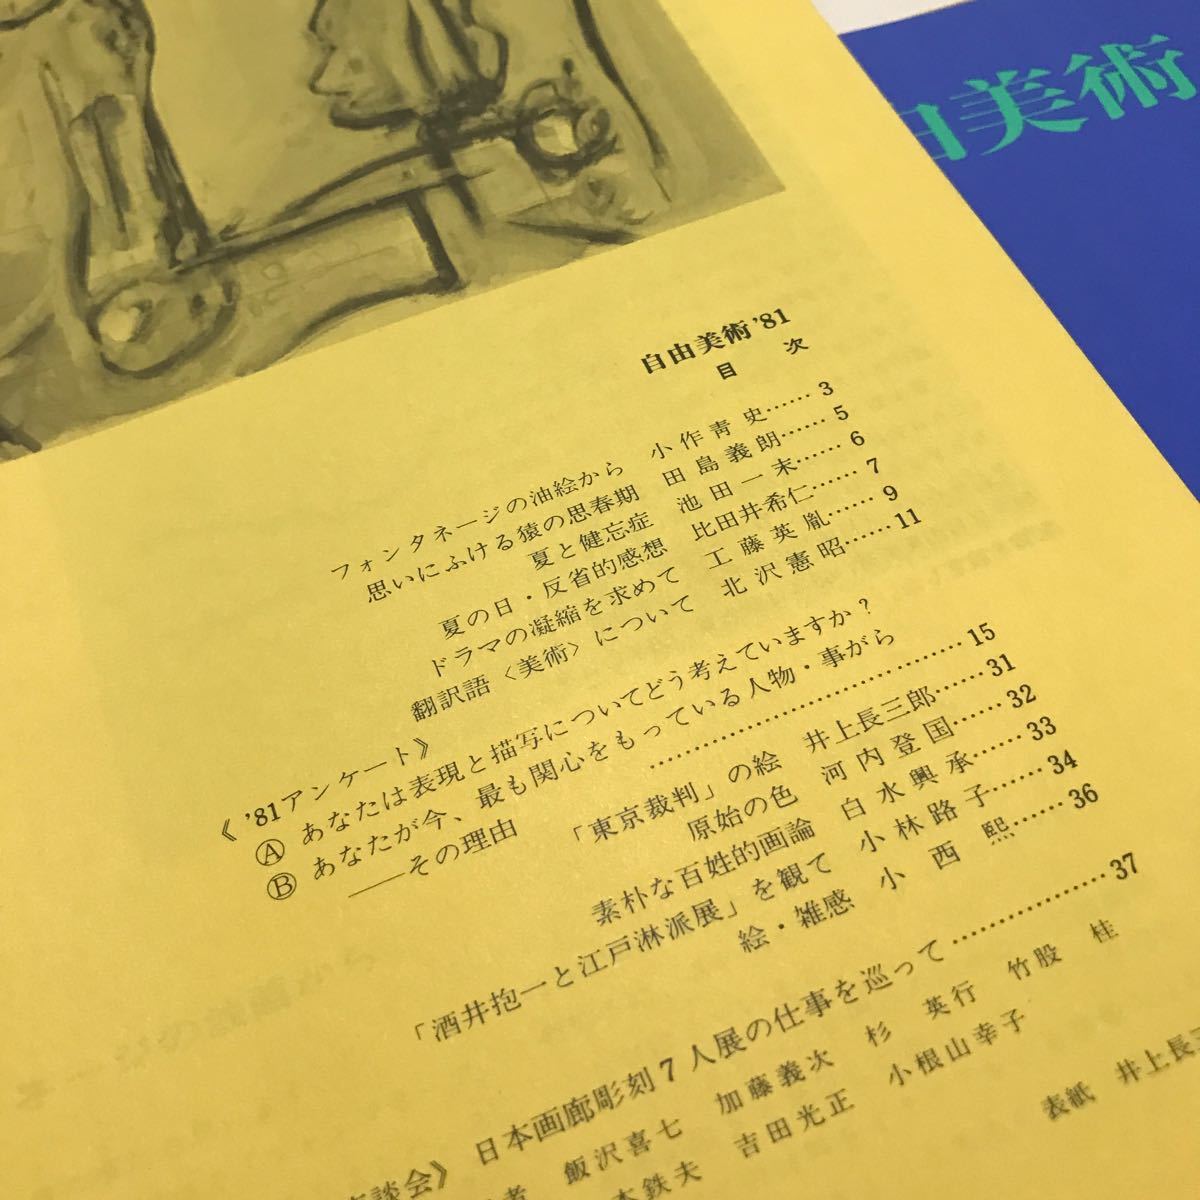 由美術
自由美術'81
目 次
フォンタネージの油絵から 小作青史……3
思いにふける猿の思春期 田島義朗……5
夏と健忘症 池田一末……6
夏の日・反省的感想 比田井希仁……7
ドラマの凝縮を求めて 工藤英胤……9
翻訳語〈美術〉について 北沢憲昭……11
《'81アンケート》
Ⓐ あなたは表現と描写についてどう考えていますか？
Ⓑ あなたが今、最も関心をもっている人物・事がら
――その理由 ……………………15
「東京裁判」の絵 井上長三郎……31
原始の色 河内登国……32
素朴な百姓的画論 白水興承……33
「酒井抱一と江戸淋派展」を観て 小林路子……34
絵・雑感 小西 熙……36
談会》 日本画廊彫刻7人展の仕事を巡って………………37
者 飯沢喜七 加藤義次 杉 英行 竹股 桂
本鉄夫 吉田光正 小根山幸子
表紙 井上長三